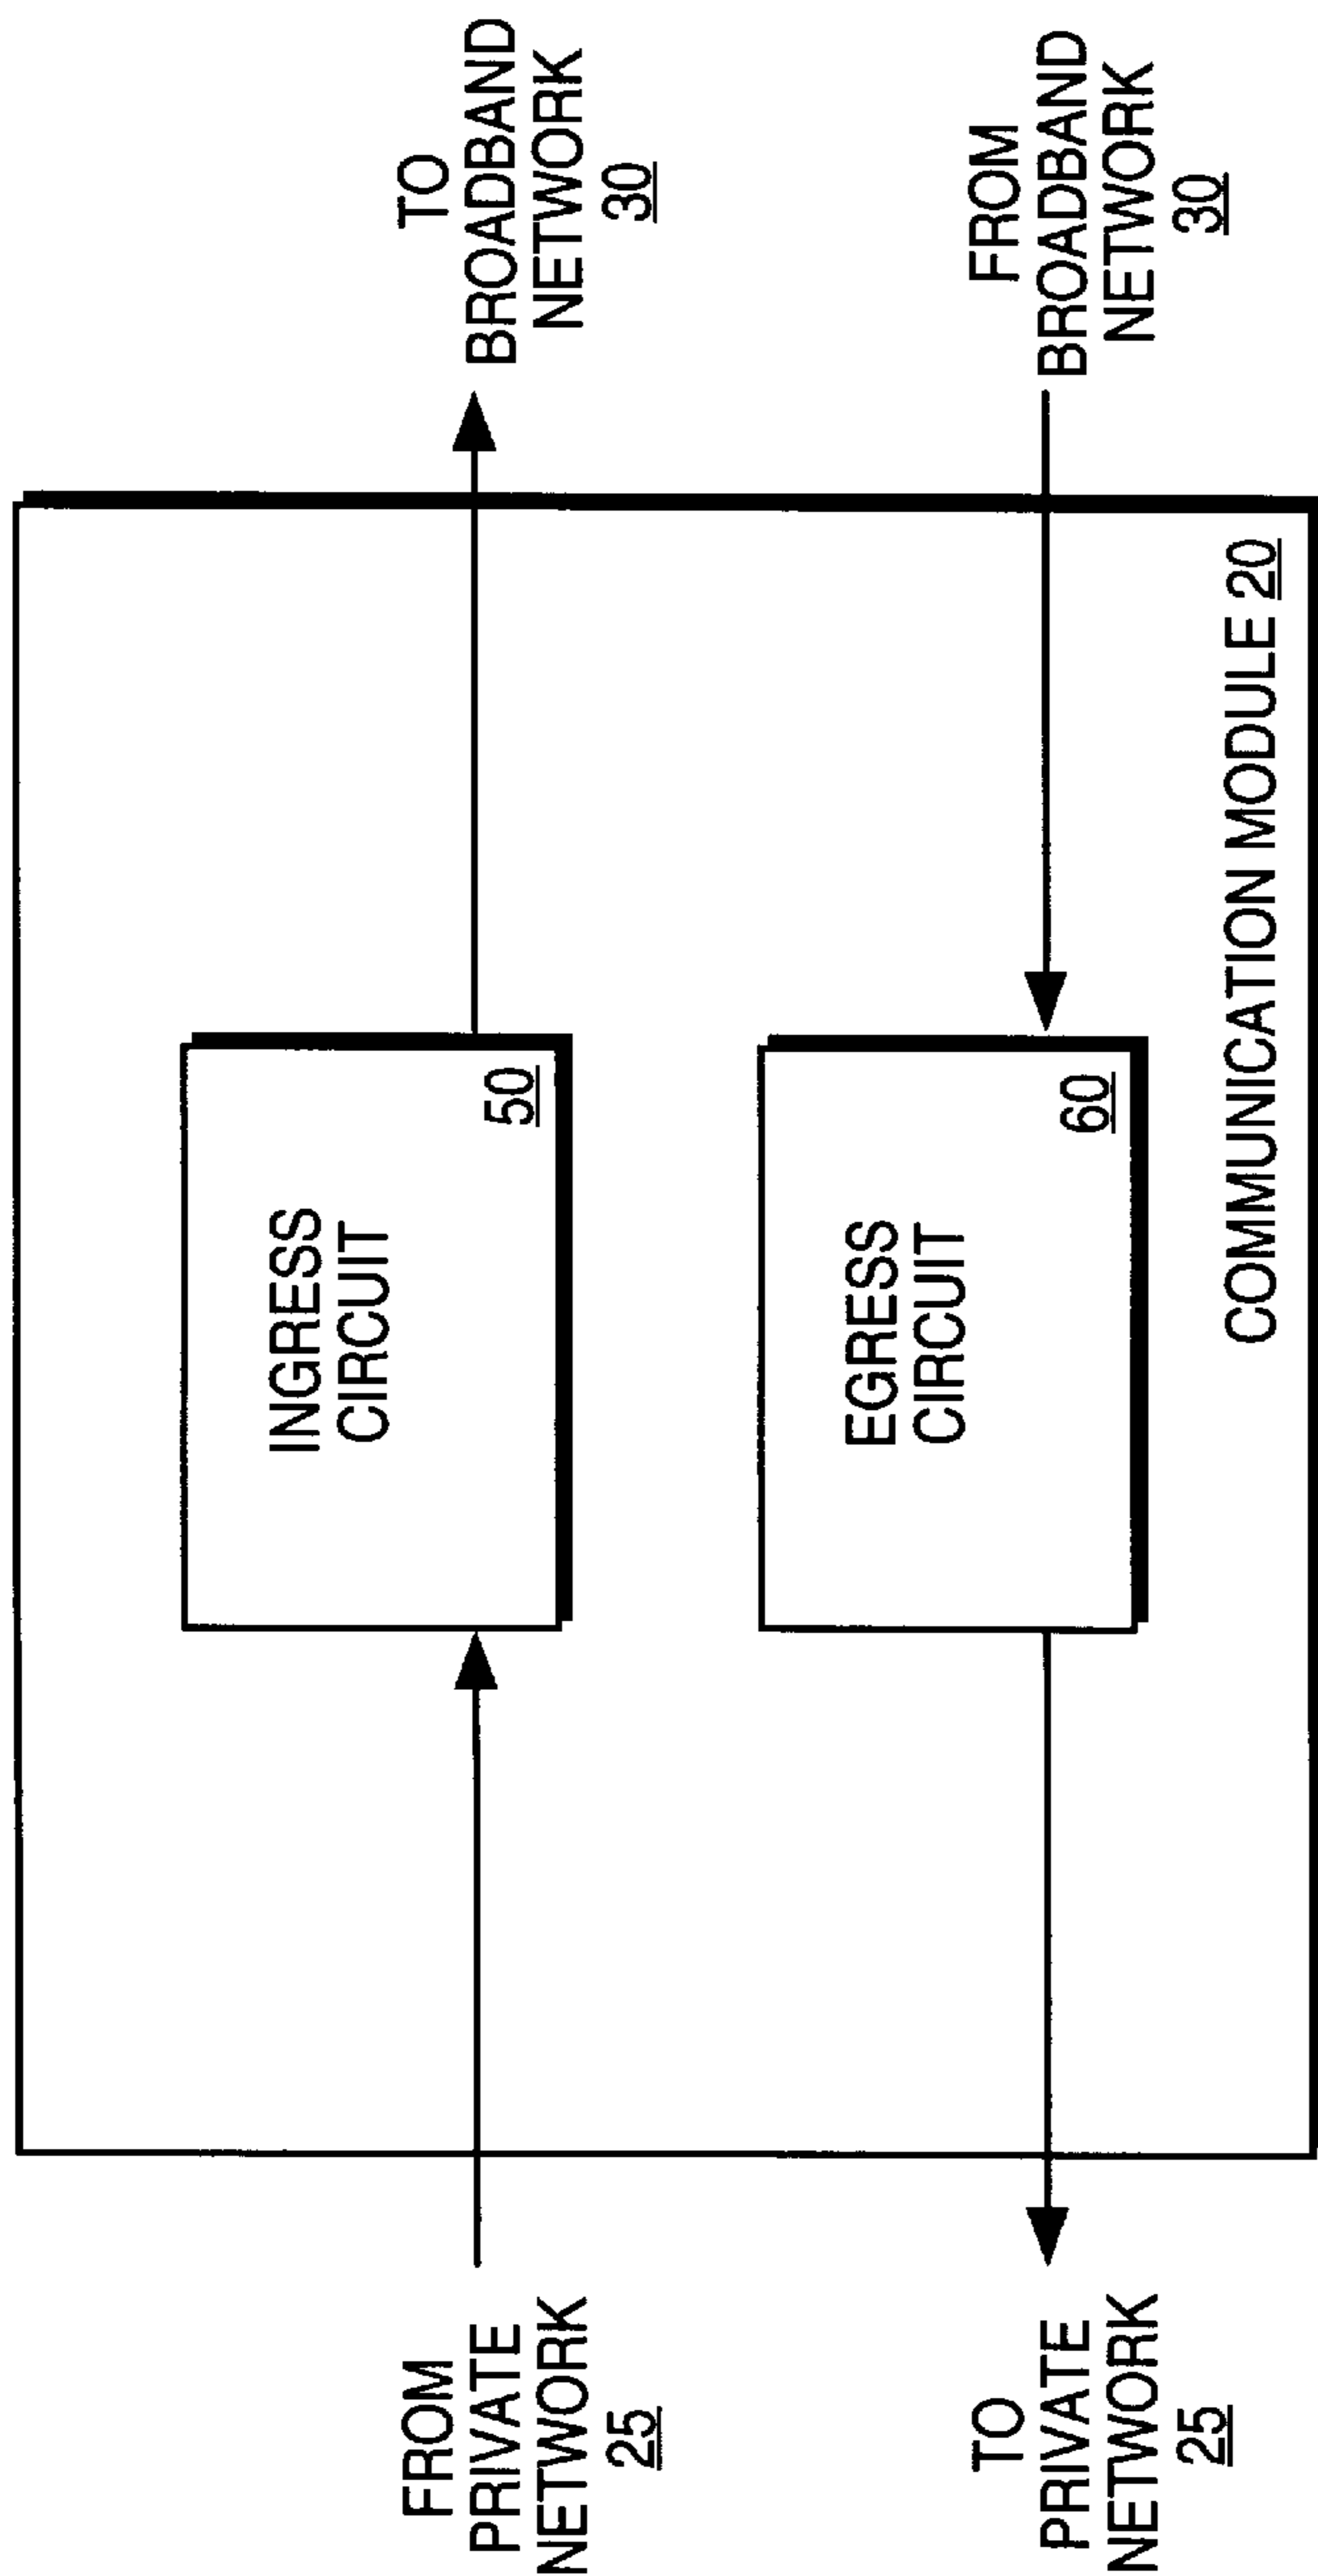 FROM
PRIVATE
NETWORK
25
INGRESS
CIRCUIT
50
TO
BROADBAND
NETWORK
30
TO
PRIVATE
NETWORK
25
EGRESS
CIRCUIT
60
FROM
BROADBAND
NETWORK
30
COMMUNICATION MODULE 20